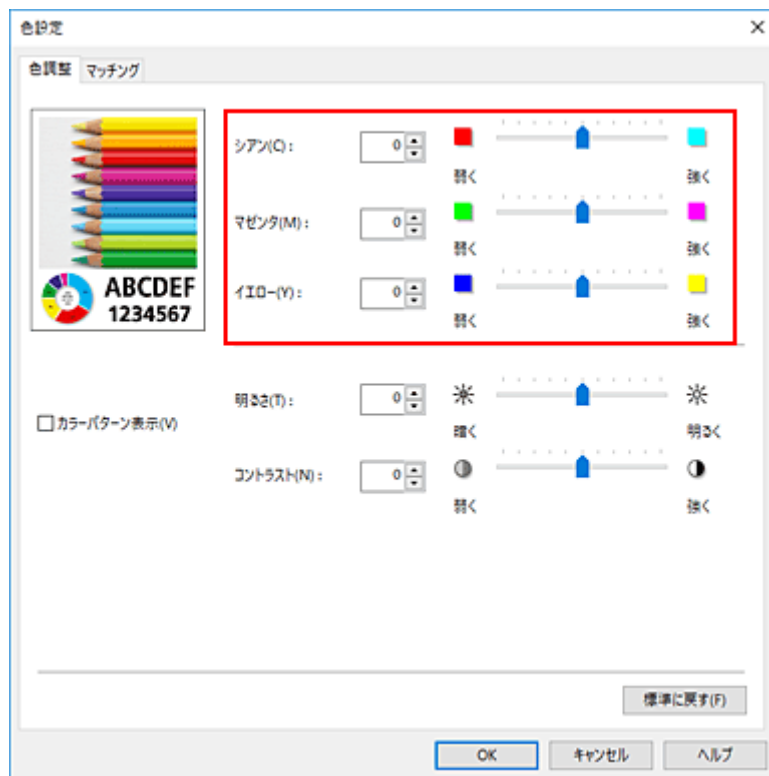 色設定
色調整 マッチング
シアン(C): 0
弱く 強く
マゼンタ(M): 0
弱く 強く
イエロー(Y): 0
弱く 強く
ABCDEF
1234567
カラーパターン表示(V)
明るさ(T): 0
暗く 明るく
コントラスト(N): 0
弱く 強く
標準に戻す(F)
OK キャンセル ヘルプ